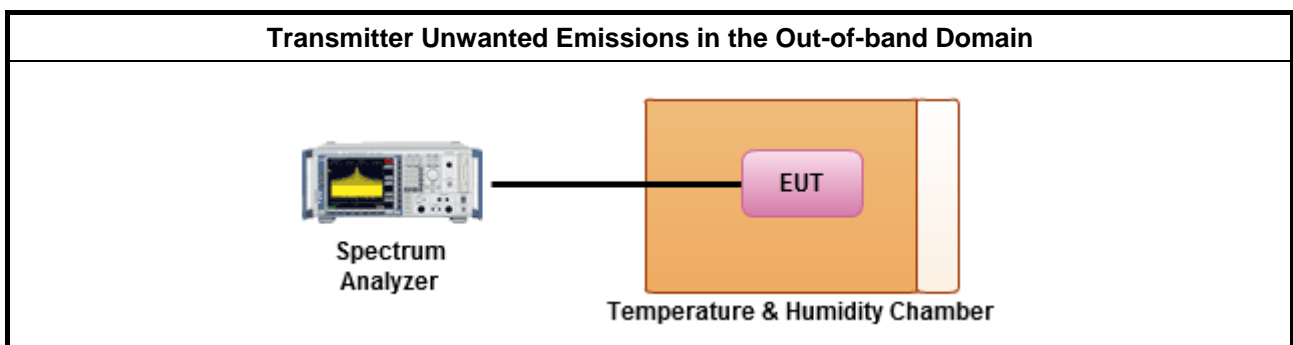 Transmitter Unwanted Emissions in the Out-of-band Domain
EUT
Spectrum
Analyzer
Temperature & Humidity Chamber